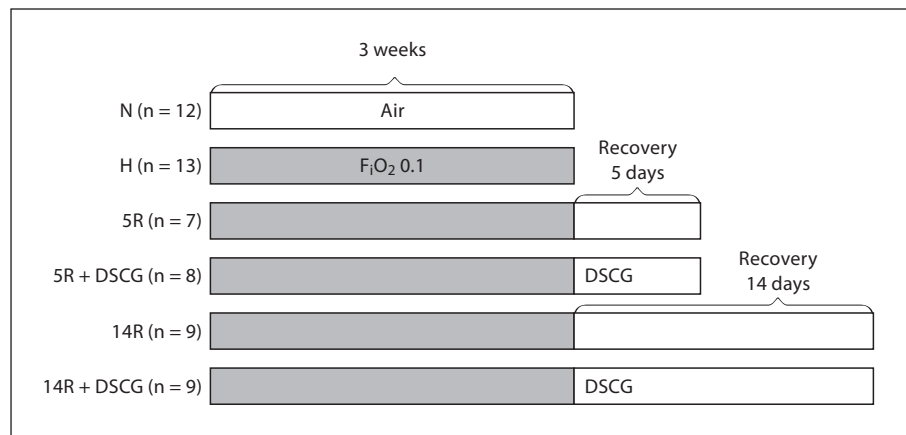 3 weeks
N (n = 12)
Air
H (n = 13)
FiO2 0.1
Recovery
5 days
5R (n = 7)
5R + DSCG (n = 8)
DSCG
Recovery
14 days
14R (n = 9)
14R + DSCG (n = 9)
DSCG